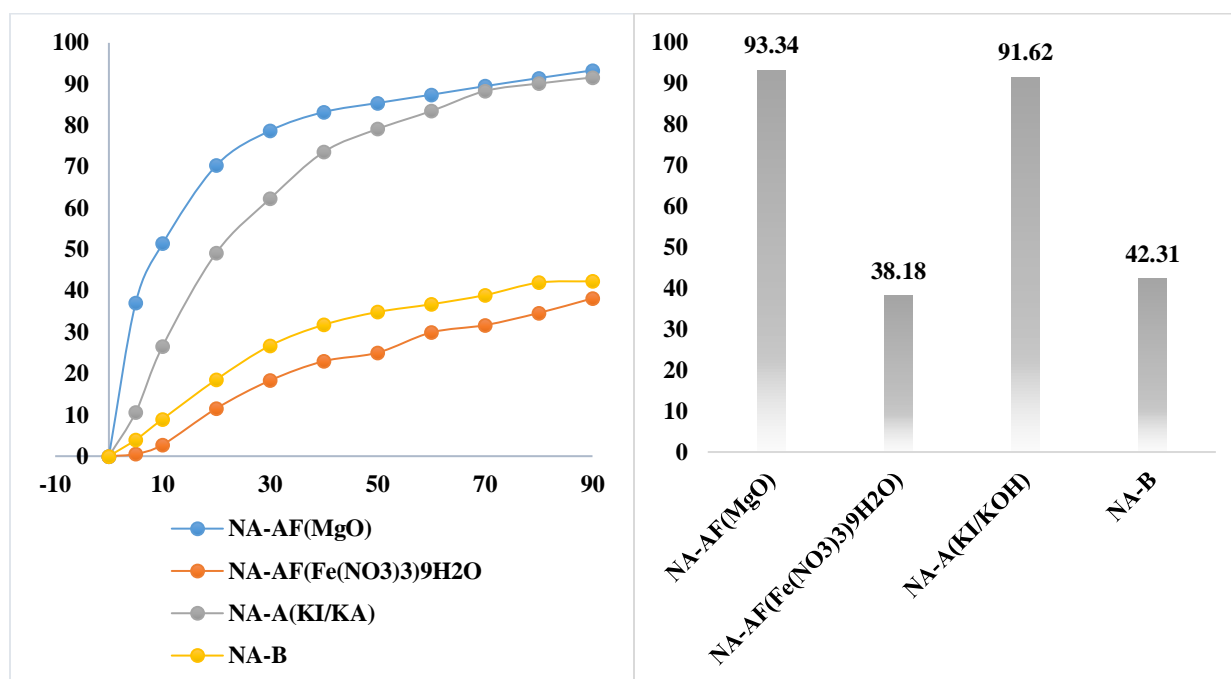 100
90
80
70
60
50
40
30
20
10
0
-10 10 30 50 70 90
NA-AF(MgO)
NA-AF(Fe(NO3)3)9H2O
NA-A(KI/KA)
NA-B
100
90
80
70
60
50
40
30
20
10
0
93.34
38.18
91.62
42.31
NA-AF(MgO)
NA-AF(Fe(NO3)3)9H2O)
NA-A(KI/KOH)
NA-B